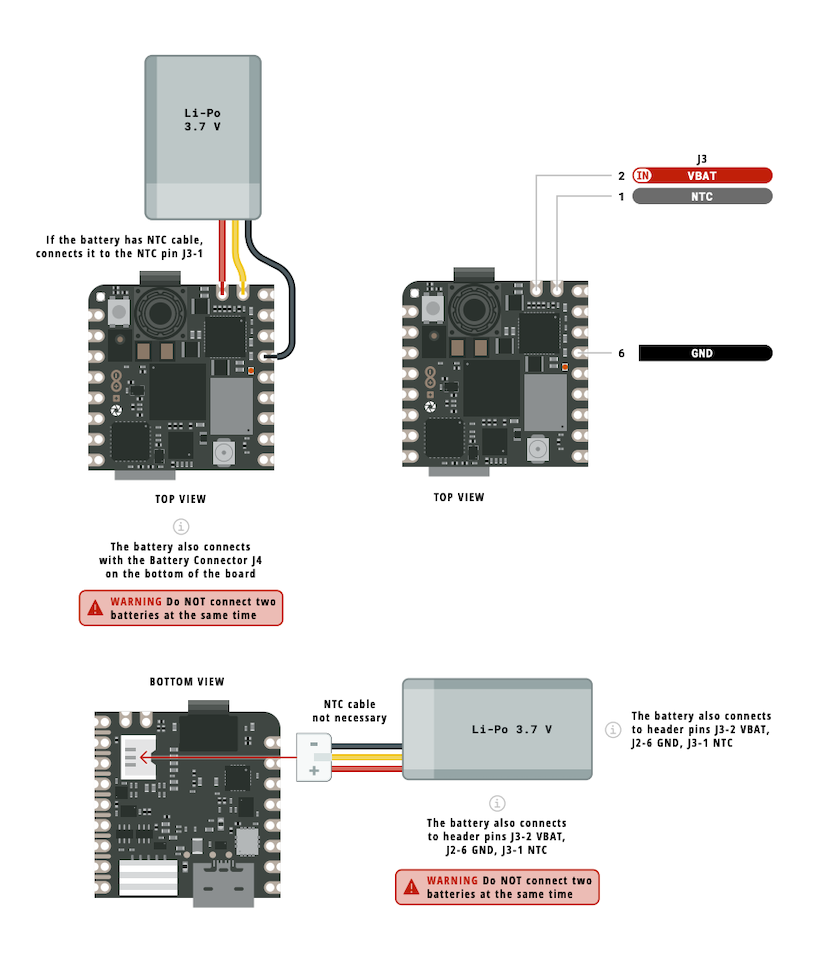 Li-Po
3.7 V
If the battery has NTC cable,
connects it to the NTC pin J3-1
TOP VIEW
i
The battery also connects
with the Battery Connector J4
on the bottom of the board
WARNING Do NOT connect two
batteries at the same time
J3
2 IN VBAT
1 NTC
6 GND
TOP VIEW
BOTTOM VIEW
NTC cable
not necessary
-
+
Li-Po 3.7 V
i
The battery also connects
to header pins J3-2 VBAT,
J2-6 GND, J3-1 NTC
i
The battery also connects
to header pins J3-2 VBAT,
J2-6 GND, J3-1 NTC
WARNING Do NOT connect two
batteries at the same time